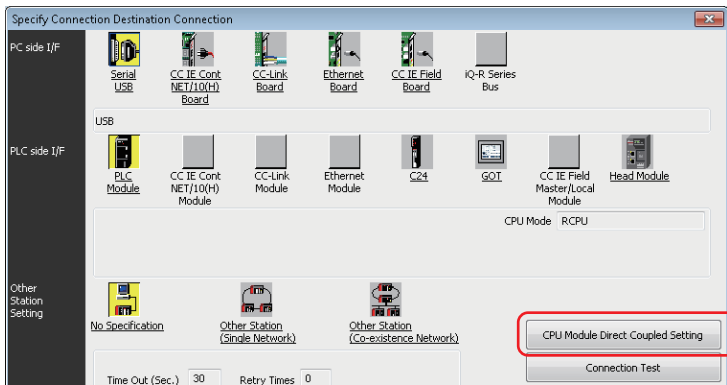 Specify Connection Destination Connection
PC side I/F
Serial
USB
CC IE Cont
NET/10(H)
Board
CC-Link
Board
Ethernet
Board
CC IE Field
Board
iQ-R Series
Bus
USB
PLC side I/F
PLC
Module
CC IE Cont
NET/10(H)
Module
CC-Link
Module
Ethernet
Module
C24
GOT
CC IE Field
Master/Local
Module
Head Module
CPU Mode RCPU
Other
Station
Setting
No Specification
Other Station
(Single Network)
Other Station
(Co-existence Network)
CPU Module Direct Coupled Setting
Connection Test
Time Out (Sec.) 30 Retry Times 0